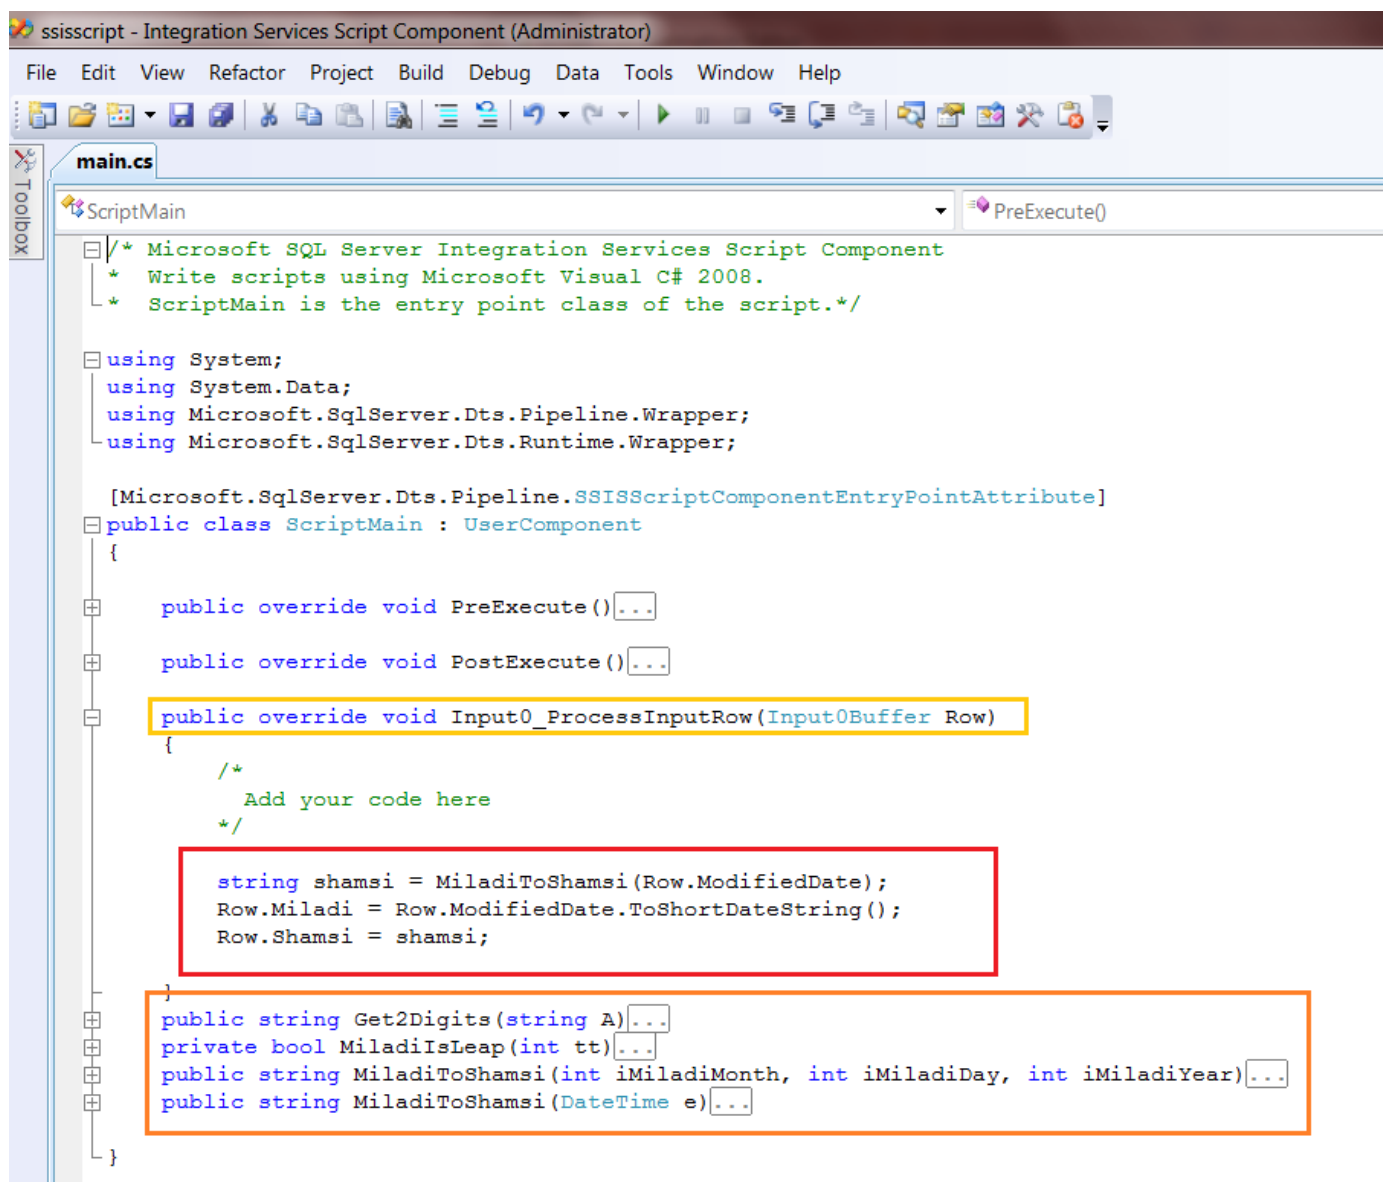 ssisscript - Integration Services Script Component (Administrator)
File Edit View Refactor Project Build Debug Data Tools Window Help
main.cs
Toolbox
ScriptMain PreExecute()
/* Microsoft SQL Server Integration Services Script Component
* Write scripts using Microsoft Visual C# 2008.
* ScriptMain is the entry point class of the script.*/
using System;
using System.Data;
using Microsoft.SqlServer.Dts.Pipeline.Wrapper;
using Microsoft.SqlServer.Dts.Runtime.Wrapper;
[Microsoft.SqlServer.Dts.Pipeline.SSISScriptComponentEntryPointAttribute]
public class ScriptMain : UserComponent
{
public override void PreExecute()...
public override void PostExecute()...
public override void Input0_ProcessInputRow(Input0Buffer Row)
{
/*
Add your code here
*/
string shamsi = MiladiToShamsi(Row.ModifiedDate);
Row.Miladi = Row.ModifiedDate.ToShortDateString();
Row.Shamsi = shamsi;
}
public string Get2Digits(string A)...
private bool MiladiIsLeap(int tt)...
public string MiladiToShamsi(int iMiladiMonth, int iMiladiDay, int iMiladiYear)...
public string MiladiToShamsi(DateTime e)...
}